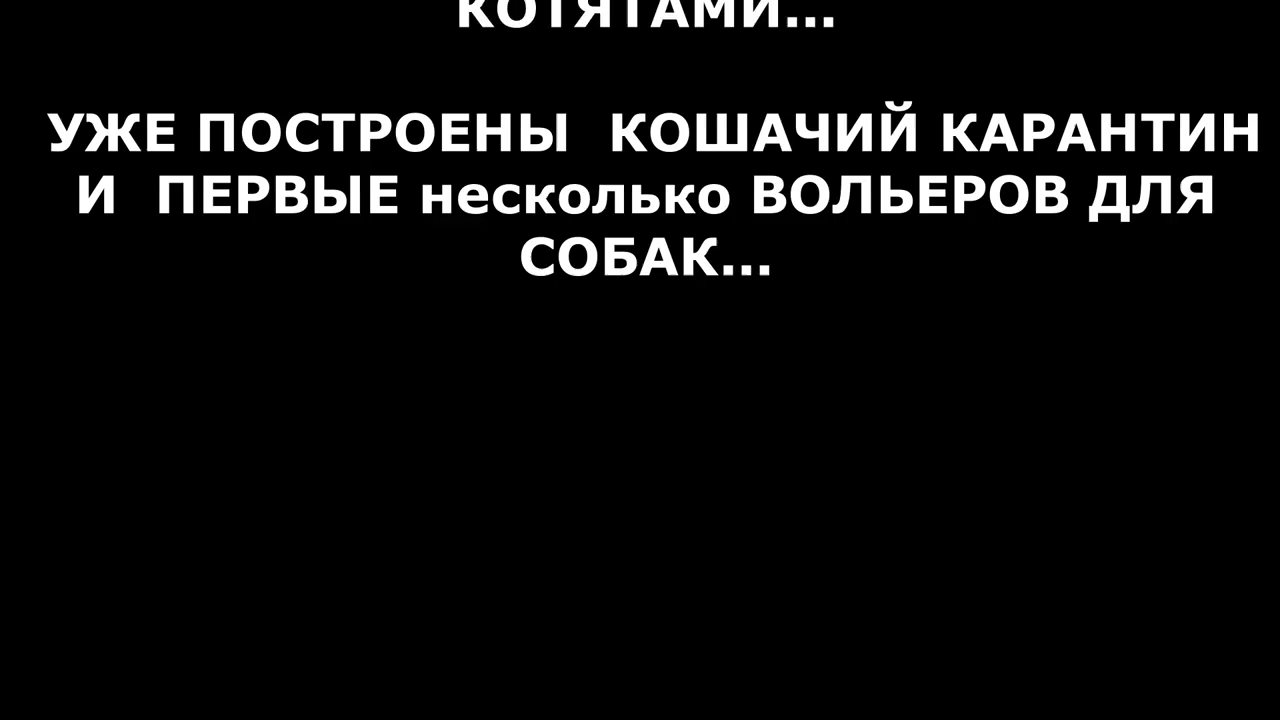 КОТЯТАМИ...
УЖЕ ПОСТРОЕНЫ  КОШАЧИЙ КАРАНТИН
И  ПЕРВЫЕ несколько ВОЛЬЕРОВ ДЛЯ
СОБАК...